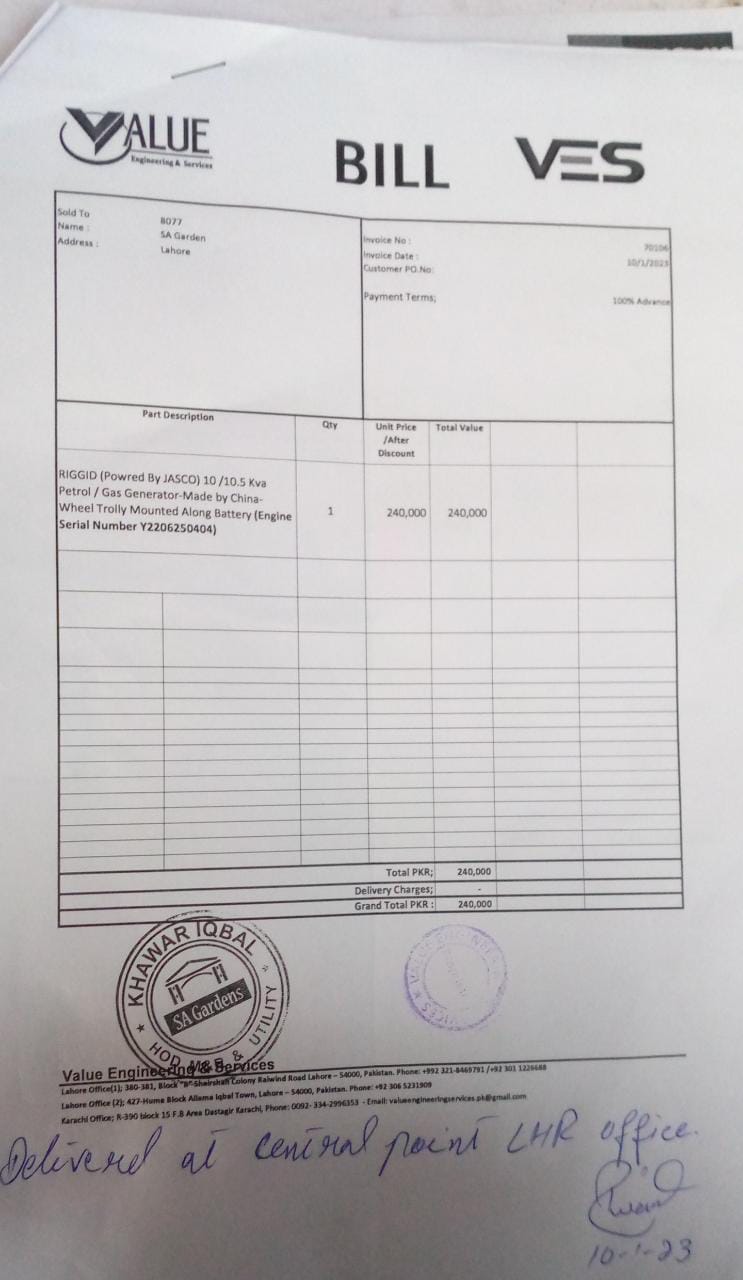 VALUE
Engineering & Services
BILL
VES
Sold To 8077
Name : SA Garden
Address : Lahore
Invoice No : 70106
Invoice Date : 10/1/2023
Customer PO.No:
Payment Terms; 100% Advance
Part Description Qty Unit Price /After Discount Total Value
RIGGID (Powred By JASCO) 10 /10.5 Kva
Petrol / Gas Generator-Made by China-
Wheel Trolly Mounted Along Battery (Engine
Serial Number Y2206250404)
1 240,000 240,000
Total PKR; 240,000
Delivery Charges; -
Grand Total PKR : 240,000
KHAWAR IQBAL
SA Gardens
HOD M&R & UTILITY
VALUE ENGINEERING
Value Engineering & Services
Lahore Office(1); 380-381, Block "B" Shairshah Colony Raiwind Road Lahore – 54000, Pakistan. Phone: +992 321-8469791 /+92 301 1226688
Lahore Office (2); 427-Hume Block Allama Iqbal Town, Lahore – 54000, Pakistan. Phone: +92 306 5231909
Karachi Office; R-390 block 15 F.B Area Dastagir Karachi, Phone: 0092- 334-2996353 - Email: valueengineeringservices.pk@gmail.com
Delivered at central point LHR office.
10-1-23